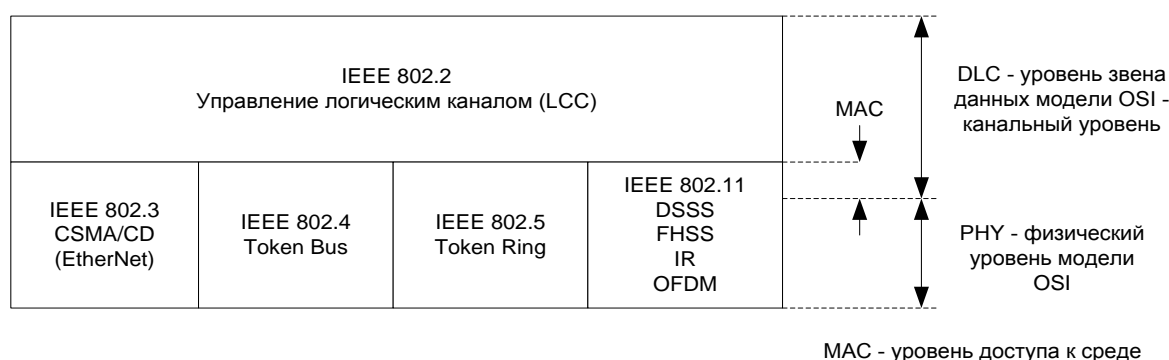 IEEE 802.2
Управление логическим каналом (LCC)
MAC
DLC - уровень звена
данных модели OSI -
канальный уровень
IEEE 802.3
CSMA/CD
(EtherNet)
IEEE 802.4
Token Bus
IEEE 802.5
Token Ring
IEEE 802.11
DSSS
FHSS
IR
OFDM
PHY - физический
уровень модели
OSI
MAC - уровень доступа к среде